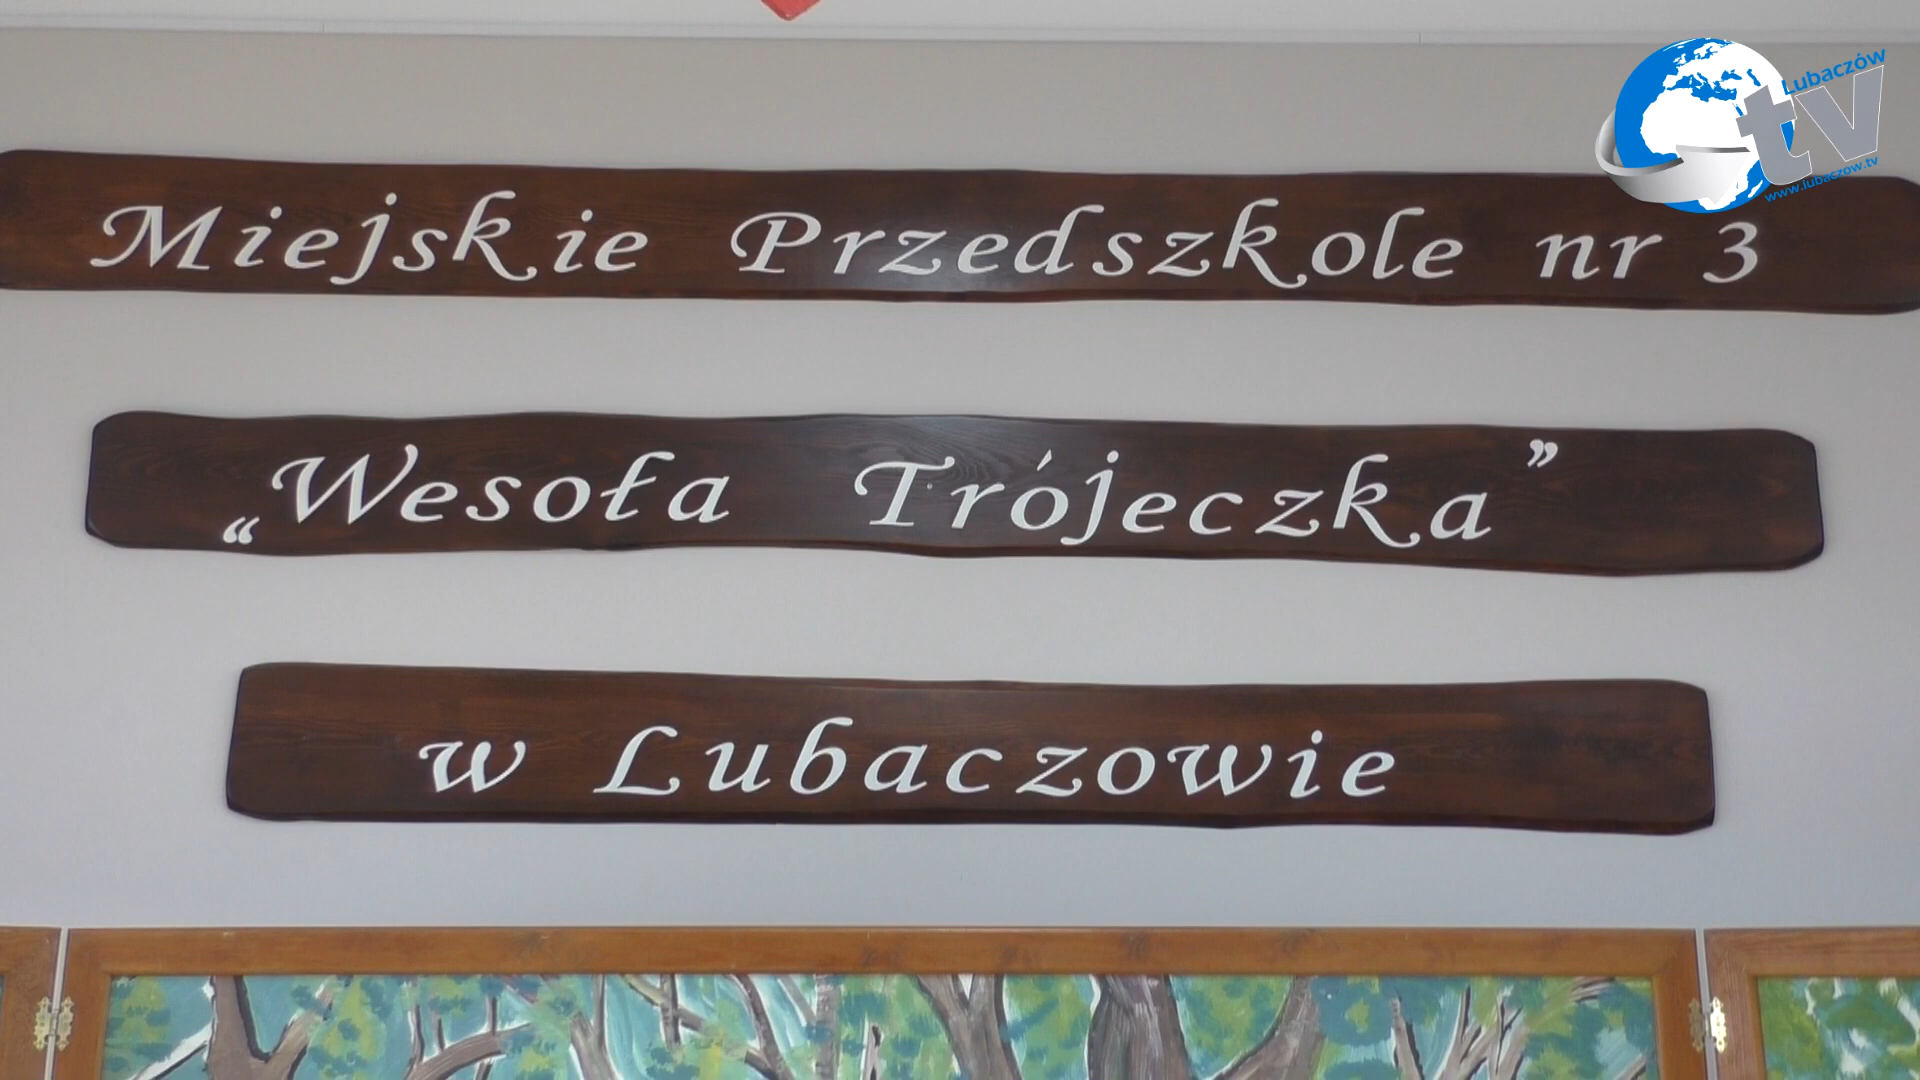 Lubaczów
tv
www.lubaczow.tv
Miejskie Przedszkole nr 3
“Wesoła Trójeczka”
w Lubaczowie